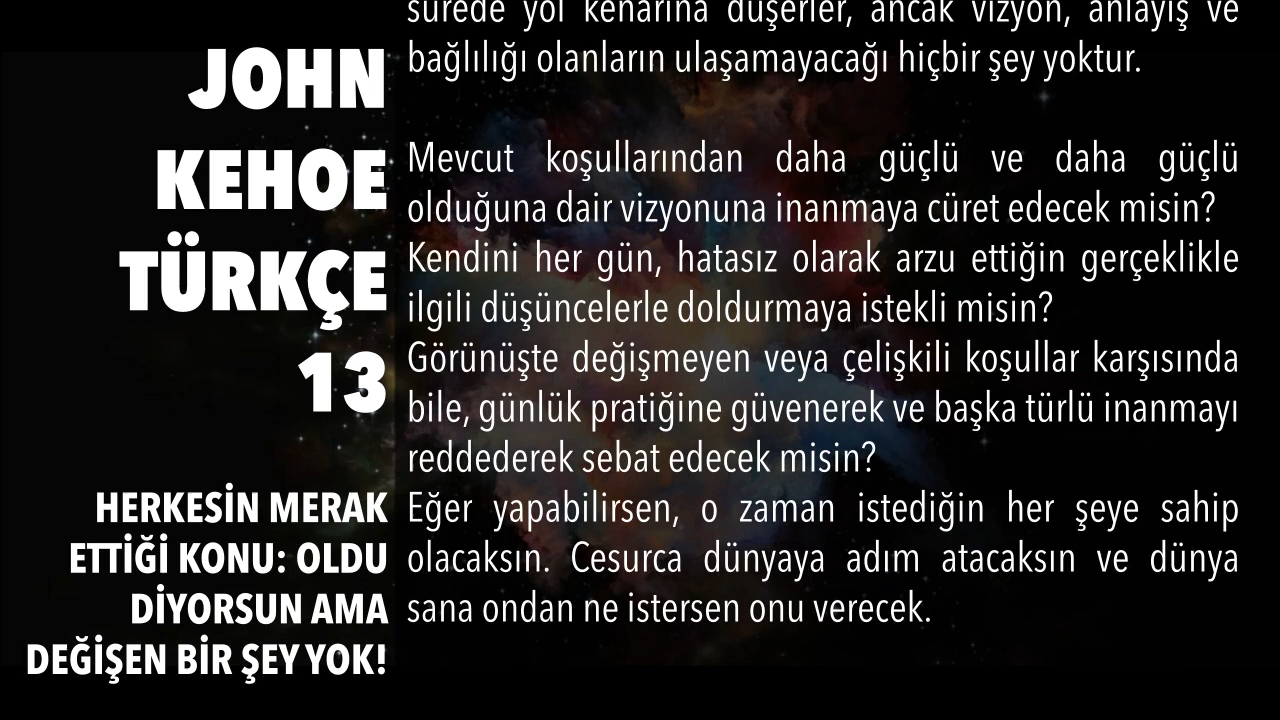 JOHN
KEHOE
TÜRKÇE
13
HERKESİN MERAK
ETTİĞİ KONU: OLDU
DİYORSUN AMA
DEĞİŞEN BİR ŞEY YOK!
sürede yol kenarına düşerler, ancak vizyon, anlayış ve
bağlılığı olanların ulaşamayacağı hiçbir şey yoktur.
Mevcut koşullarından daha güçlü ve daha güçlü
olduğuna dair vizyonuna inanmaya cüret edecek misin?
Kendini her gün, hatasız olarak arzu ettiğin gerçeklikle
ilgili düşüncelerle doldurmaya istekli misin?
Görünüşte değişmeyen veya çelişkili koşullar karşısında
bile, günlük pratiğine güvenerek ve başka türlü inanmayı
reddederek sebat edecek misin?
Eğer yapabilirsen, o zaman istediğin her şeye sahip
olacaksın. Cesurca dünyaya adım atacaksın ve dünya
sana ondan ne istersen onu verecek.